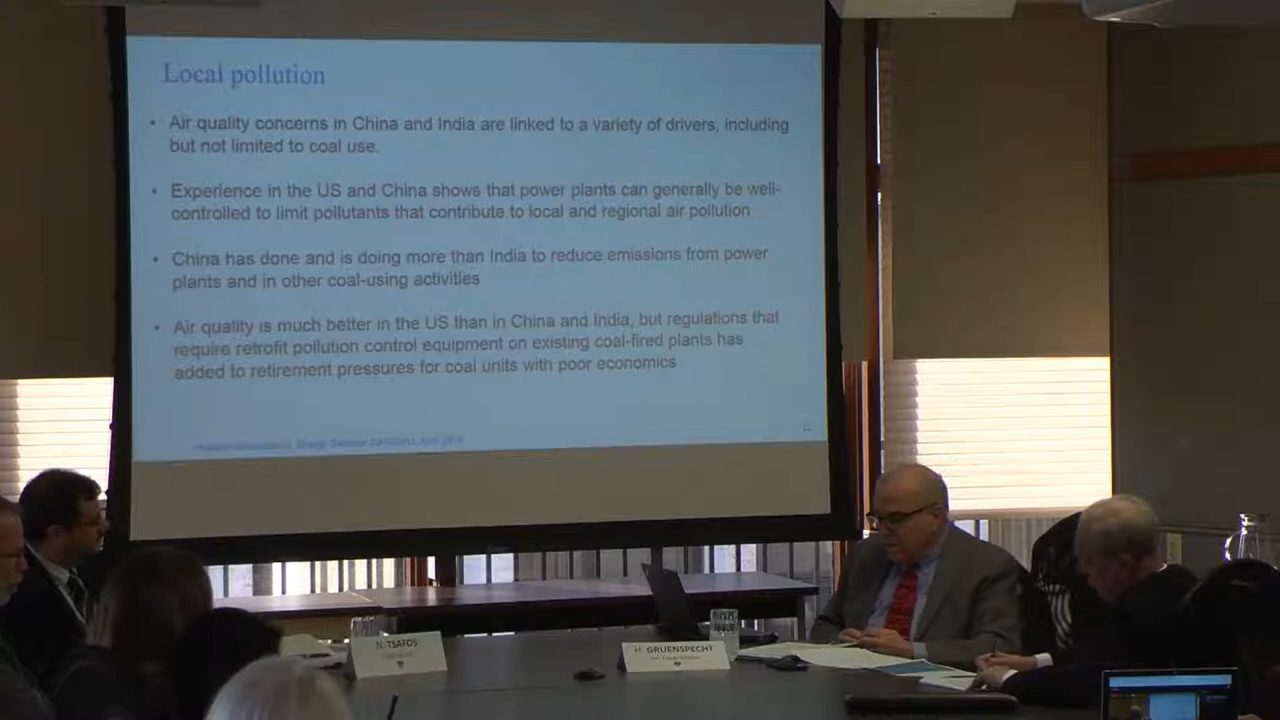 Local pollution
• Air quality concerns in China and India are linked to a variety of drivers, including
but not limited to coal use.
• Experience in the US and China shows that power plants can generally be well-
controlled to limit pollutants that contribute to local and regional air pollution
• China has done and is doing more than India to reduce emissions from power
plants and in other coal-using activities
• Air quality is much better in the US than in China and India, but regulations that
require retrofit pollution control equipment on existing coal-fired plants has
added to retirement pressures for coal units with poor economics
N. TSAFOS
H. GRUENSPECHT